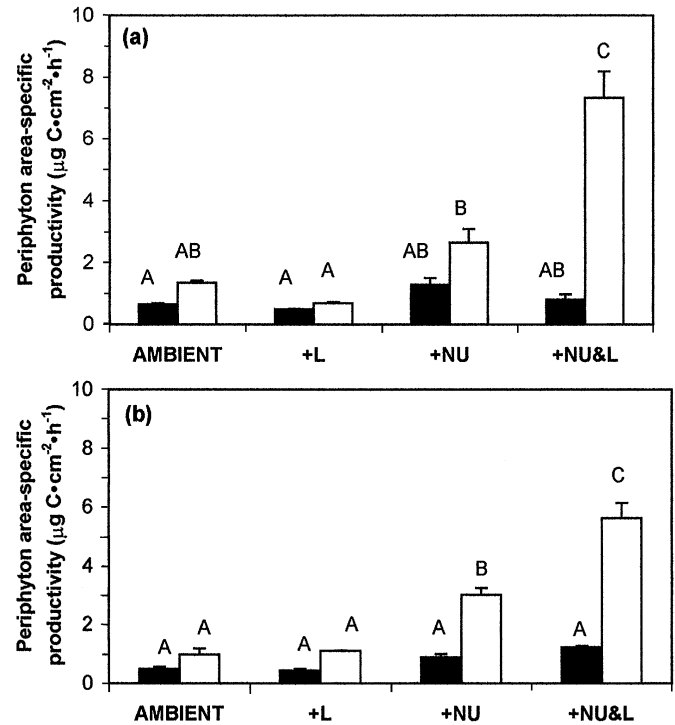 Periphyton area-specific
productivity (µg C•cm⁻²•h⁻¹)
(a)
10
8
6
4
2
0
A AB A A AB B AB C
AMBIENT +L +NU +NU&L
Periphyton area-specific
productivity (µg C•cm⁻²•h⁻¹)
(b)
10
8
6
4
2
0
A A A A A B A C
AMBIENT +L +NU +NU&L